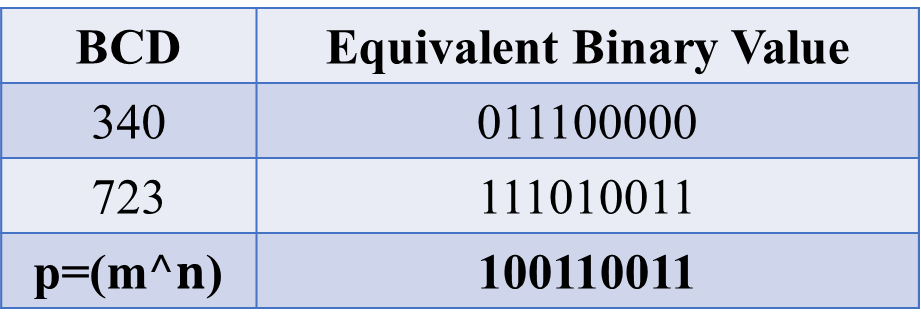 BCD Equivalent Binary Value
340 011100000
723 111010011
p=(m^n) 100110011